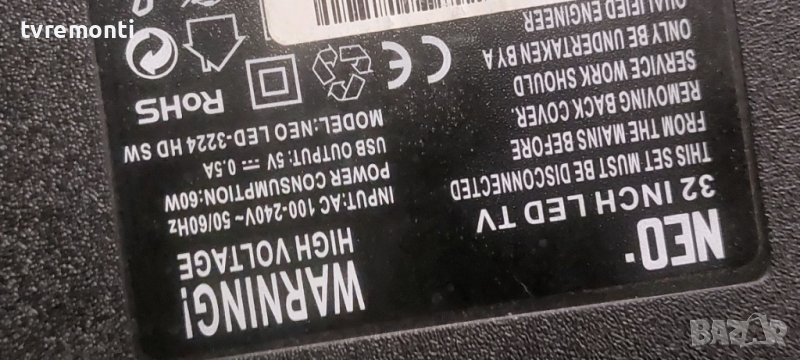 NEO
32 INCH LED TV
THIS SET MUST BE DISCONNECTED
FROM THE MAINS BEFORE
REMOVING BACK COVER.
SERVICE WORK SHOULD
ONLY BE UNDERTAKEN BY A
QUALIFIED ENGINEER
WARNING!
HIGH VOLTAGE
INPUT:AC 100-240V~ 50/60Hz
POWER CONSUMPTION:60W
USB OUTPUT: 5V ⎓ 0.5A
MODEL:NEO LED-3224 HD SW
CE
RoHS
tvremonti
BAZAR